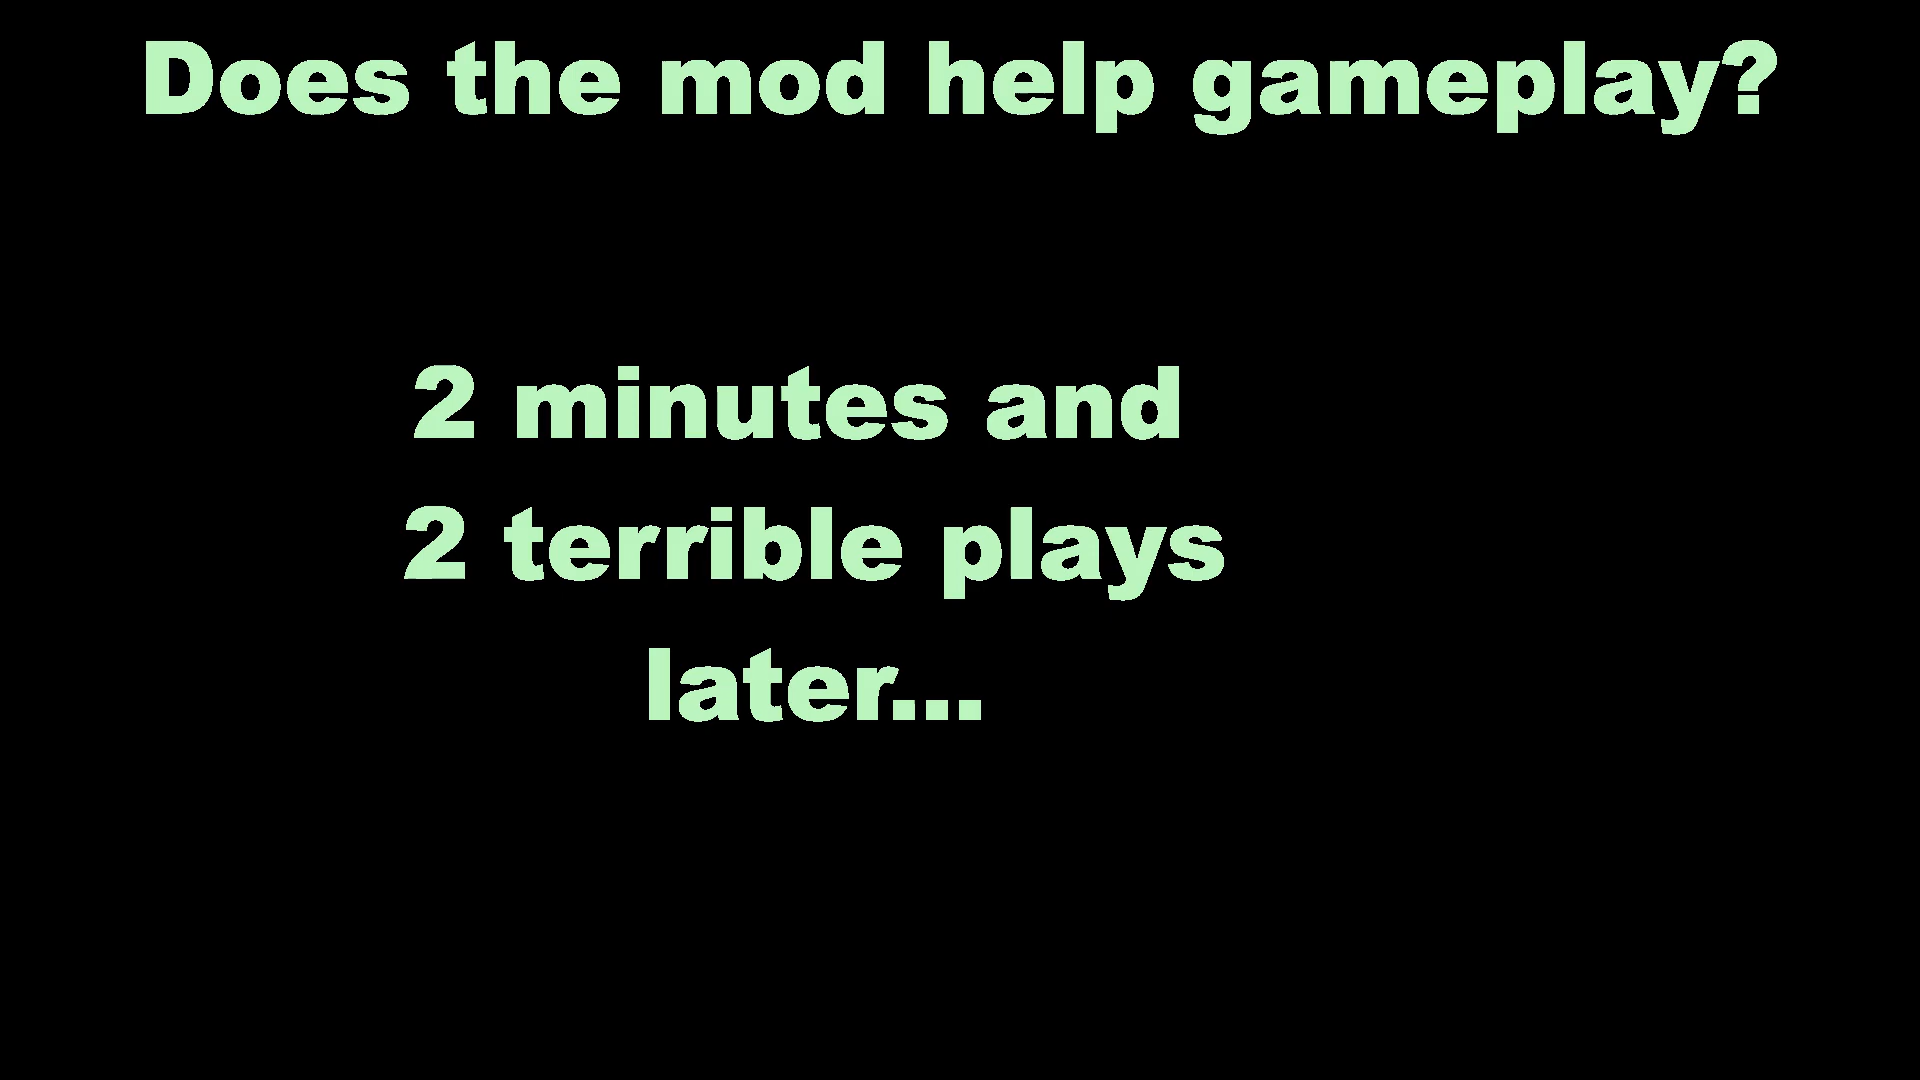 Does the mod help gameplay?
2 minutes and
2 terrible plays
later...